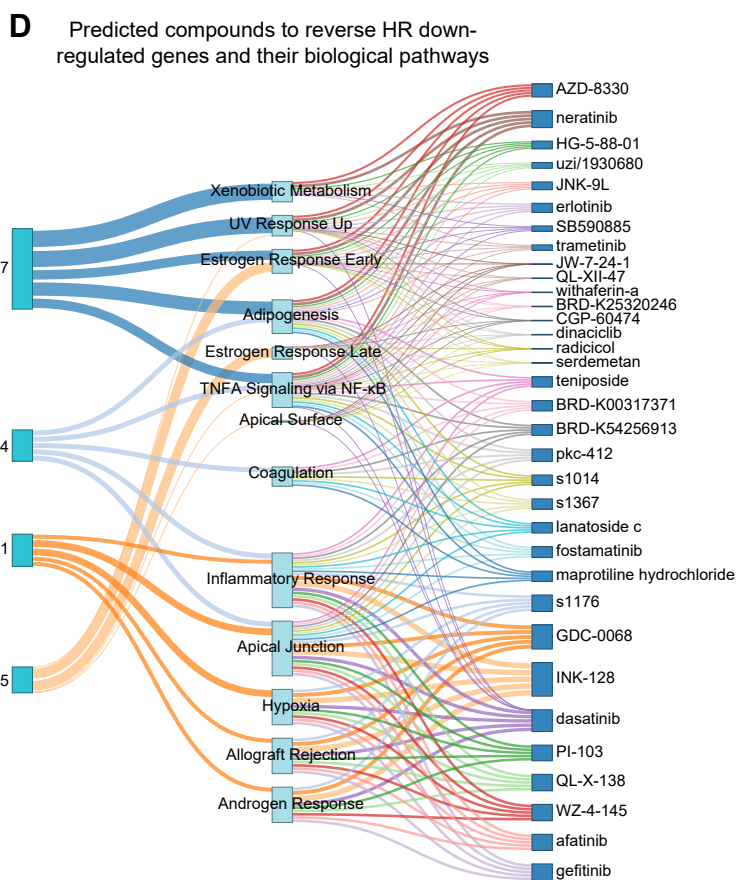 D
Predicted compounds to reverse HR down-
regulated genes and their biological pathways
7
4
1
5
Xenobiotic Metabolism
UV Response Up
Estrogen Response Early
Adipogenesis
Estrogen Response Late
TNFA Signaling via NF-κB
Apical Surface
Coagulation
Inflammatory Response
Apical Junction
Hypoxia
Allograft Rejection
Androgen Response
AZD-8330
neratinib
HG-5-88-01
uzi/1930680
JNK-9L
erlotinib
SB590885
trametinib
JW-7-24-1
QL-XII-47
withaferin-a
BRD-K25320246
CGP-60474
dinaciclib
radicicol
serdemetan
teniposide
BRD-K00317371
BRD-K54256913
pkc-412
s1014
s1367
lanatoside c
fostamatinib
maprotiline hydrochloride
s1176
GDC-0068
INK-128
dasatinib
PI-103
QL-X-138
WZ-4-145
afatinib
gefitinib